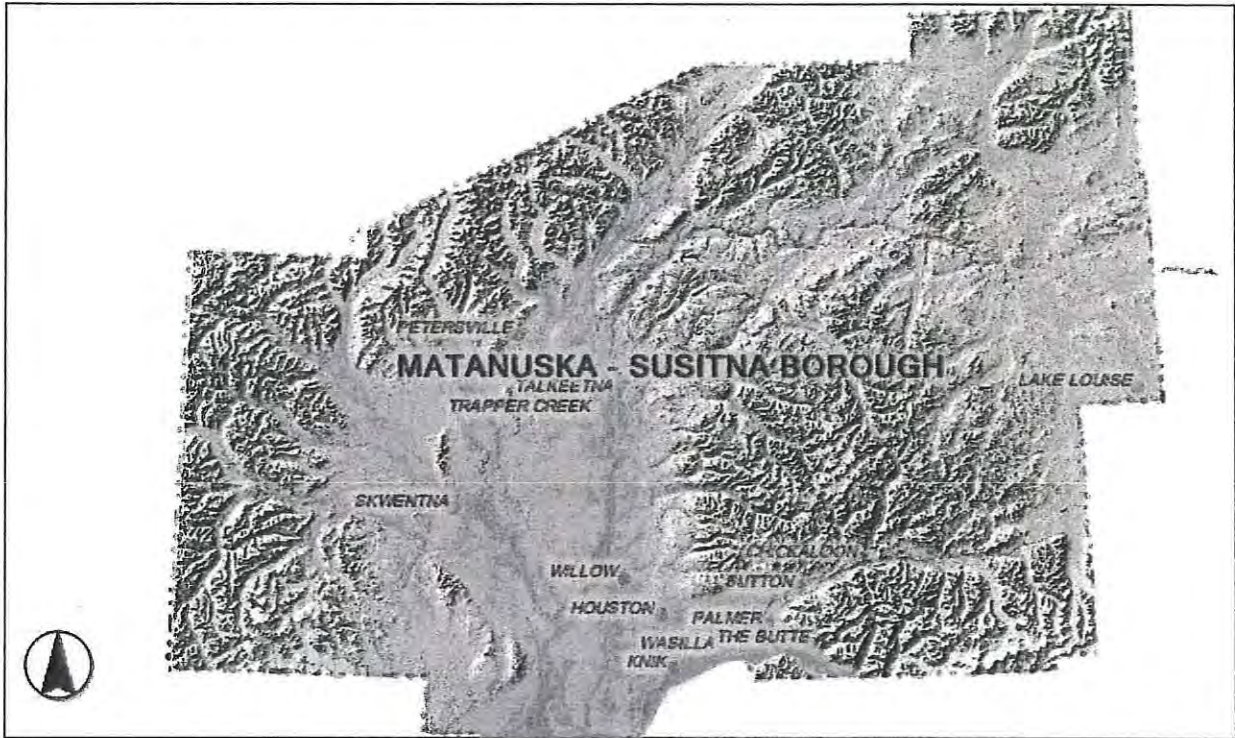 PETERSVILLE
MATANUSKA - SUSITNA BOROUGH
TALKEETNA
LAKE LOUISE
TRAPPER CREEK
SKWENTNA
CHICKALOON
WILLOW
SUTTON
HOUSTON
PALMER
WASILLA THE BUTTE
KNIK